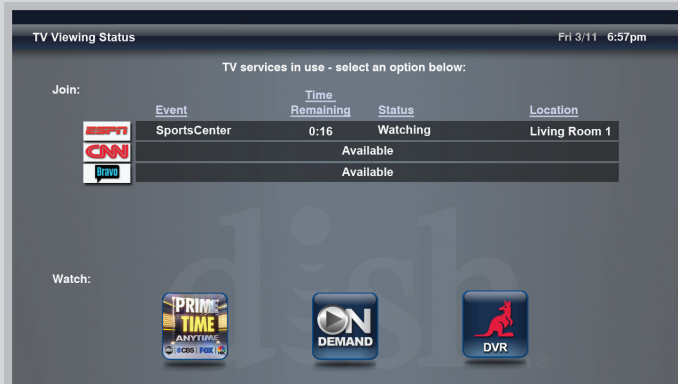 TV Viewing Status
Fri 3/11 6:57pm
TV services in use - select an option below:
Join:
Event
Time
Remaining
Status
Location
ESPN
SportsCenter
0:16
Watching
Living Room 1
CNN
Available
Bravo
Available
dish
Watch:
PRIME
TIME
ANYTIME
abc CBS FOX
ON
DEMAND
DVR
®